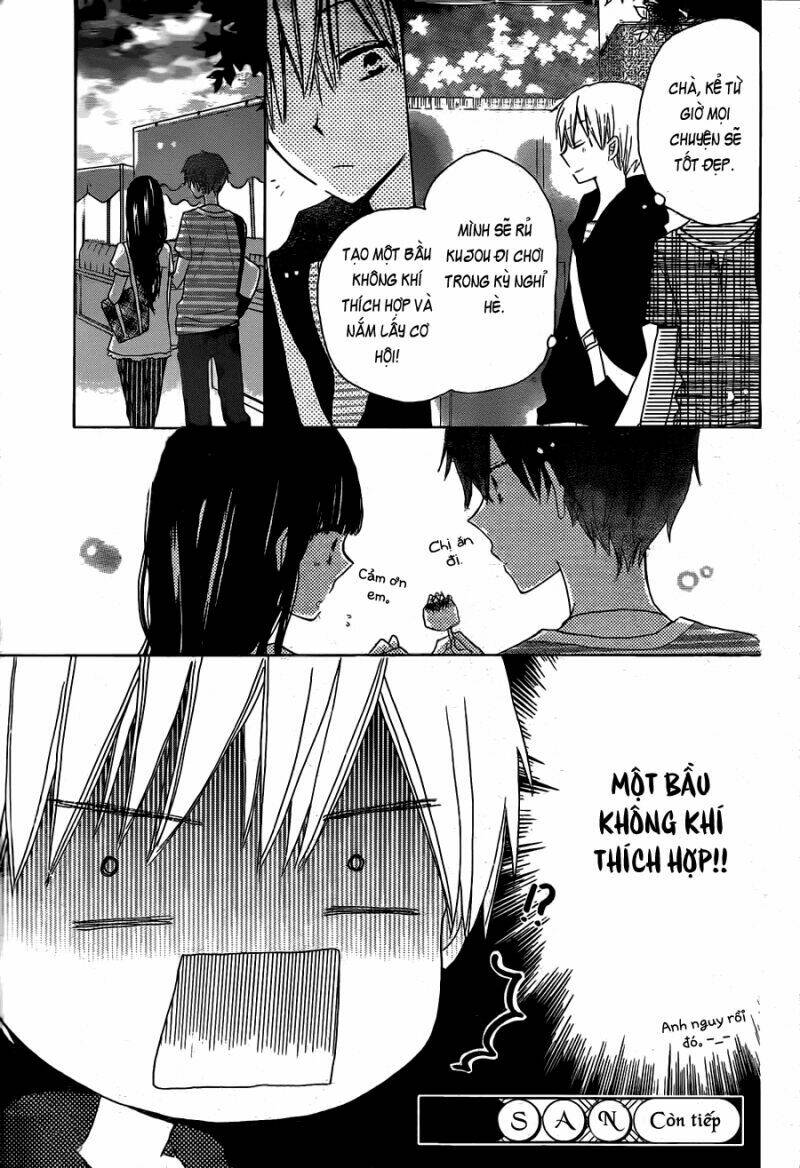 CHÀ, KỂ TỪ
GIỜ MỌI
CHUYỆN SẼ
TỐT ĐẸP.
MÌNH SẼ RỦ
KUJOU ĐI CHƠI
TRONG KỲ NGHỈ
HÈ.
TẠO MỘT BẦU
KHÔNG KHÍ
THÍCH HỢP VÀ
NẮM LẤY CƠ
HỘI!
Chị ăn
đi.
Cảm ơn
em.
MỘT BẦU
KHÔNG KHÍ
THÍCH HỢP!!
!?
Anh nguy rồi
đó. -_-
SAN Còn tiếp